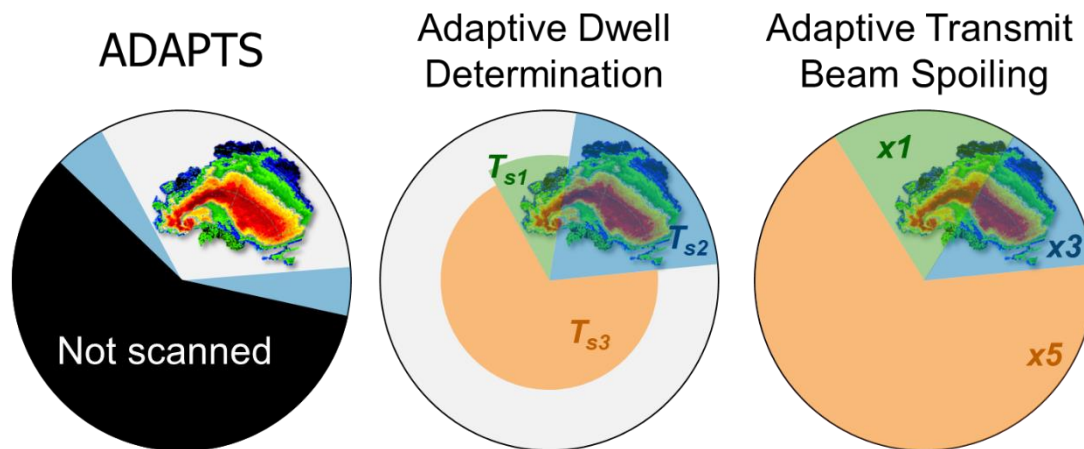 ADAPTS
Adaptive Dwell
Determination
Adaptive Transmit
Beam Spoiling
Not scanned
Ts1
Ts2
Ts3
x1
x3
x5